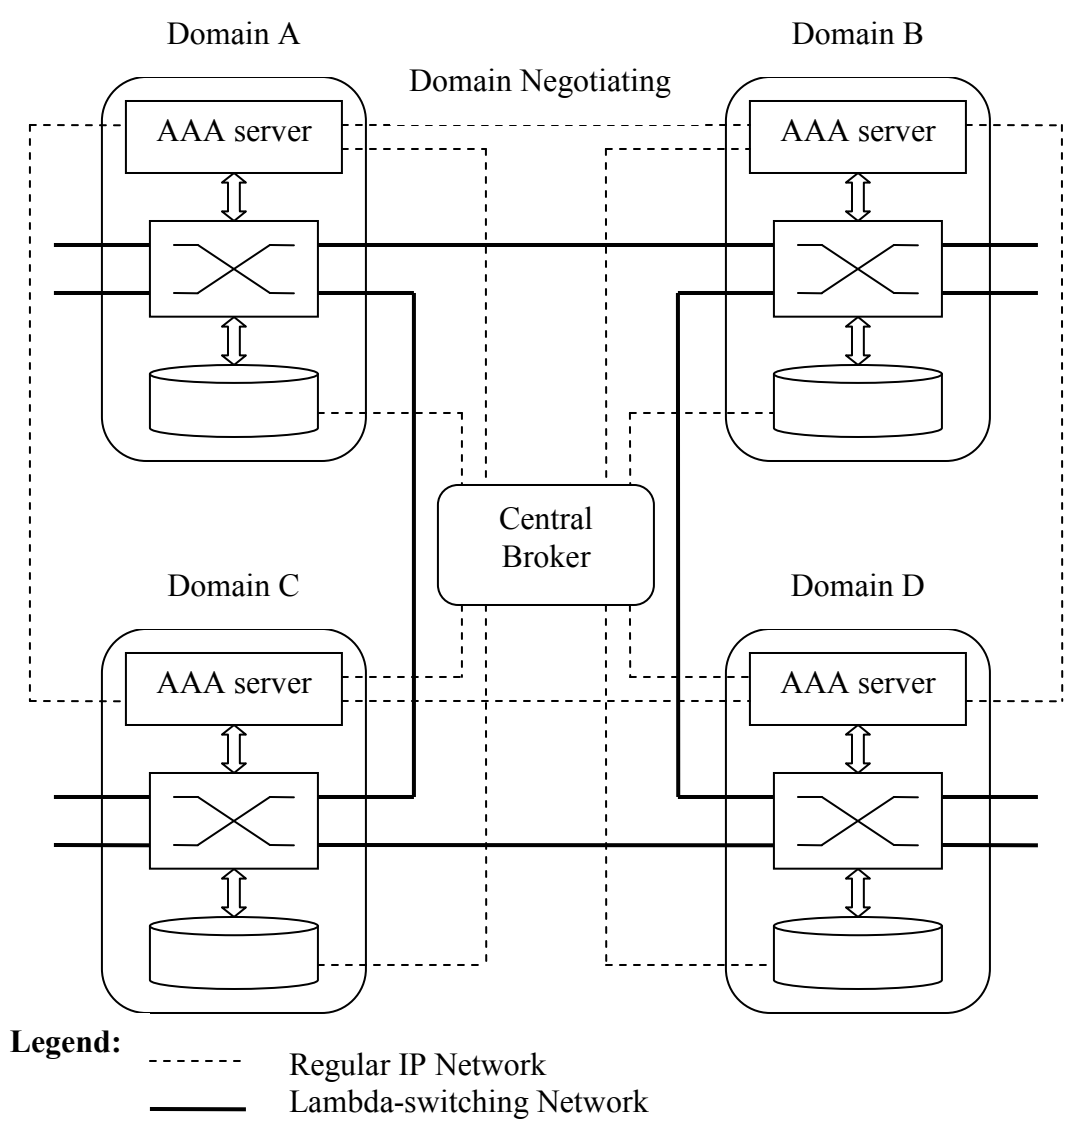 Domain A
Domain B
Domain Negotiating
AAA server
AAA server
Central
Broker
Domain C
Domain D
AAA server
AAA server
Legend:
Regular IP Network
Lambda-switching Network